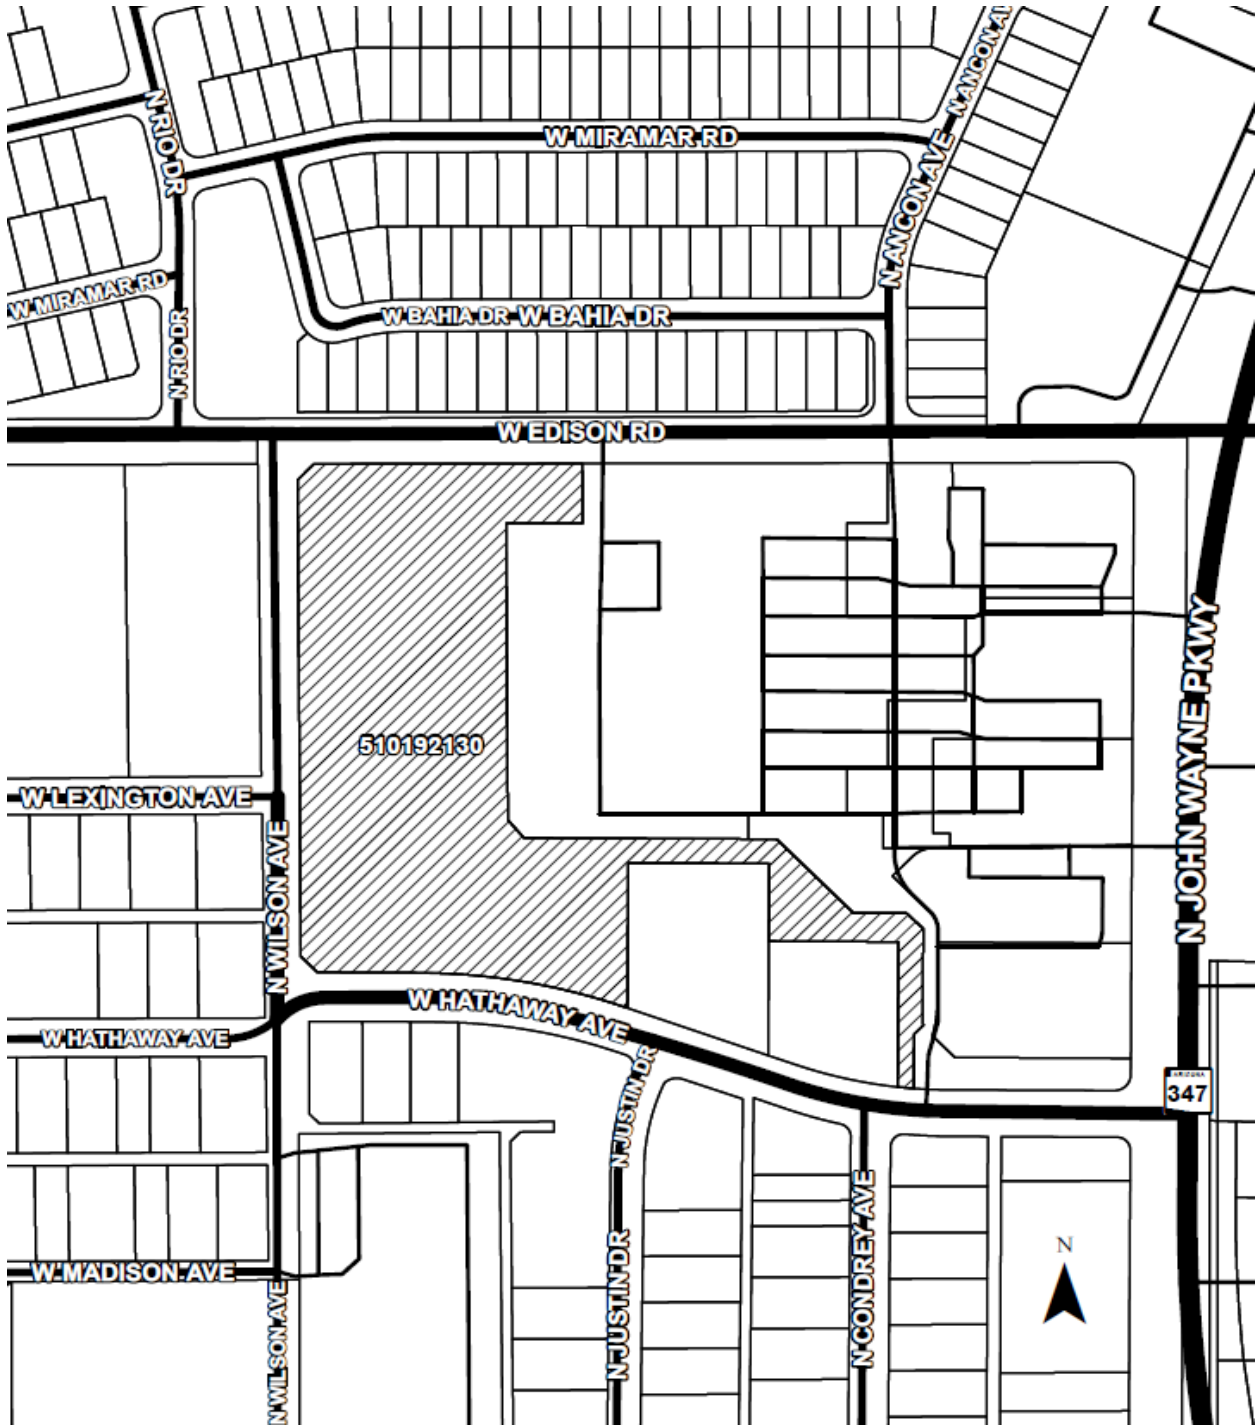 N ANCON AV
N ANCON AVE
N RIO DR
W MIRAMAR RD
W MIRAMAR RD
N RIO DR
W BAHIA DR
W BAHIA DR
W EDISON RD
N JOHN WAYNE PKWY
510192130
W LEXINGTON AVE
N WILSON AVE
W HATHAWAY AVE
W HATHAWAY AVE
N JUSTIN DR
ARIZONA
347
N CONDREY AVE
N JUSTIN DR
N
W MADISON AVE
N WILSON AVE